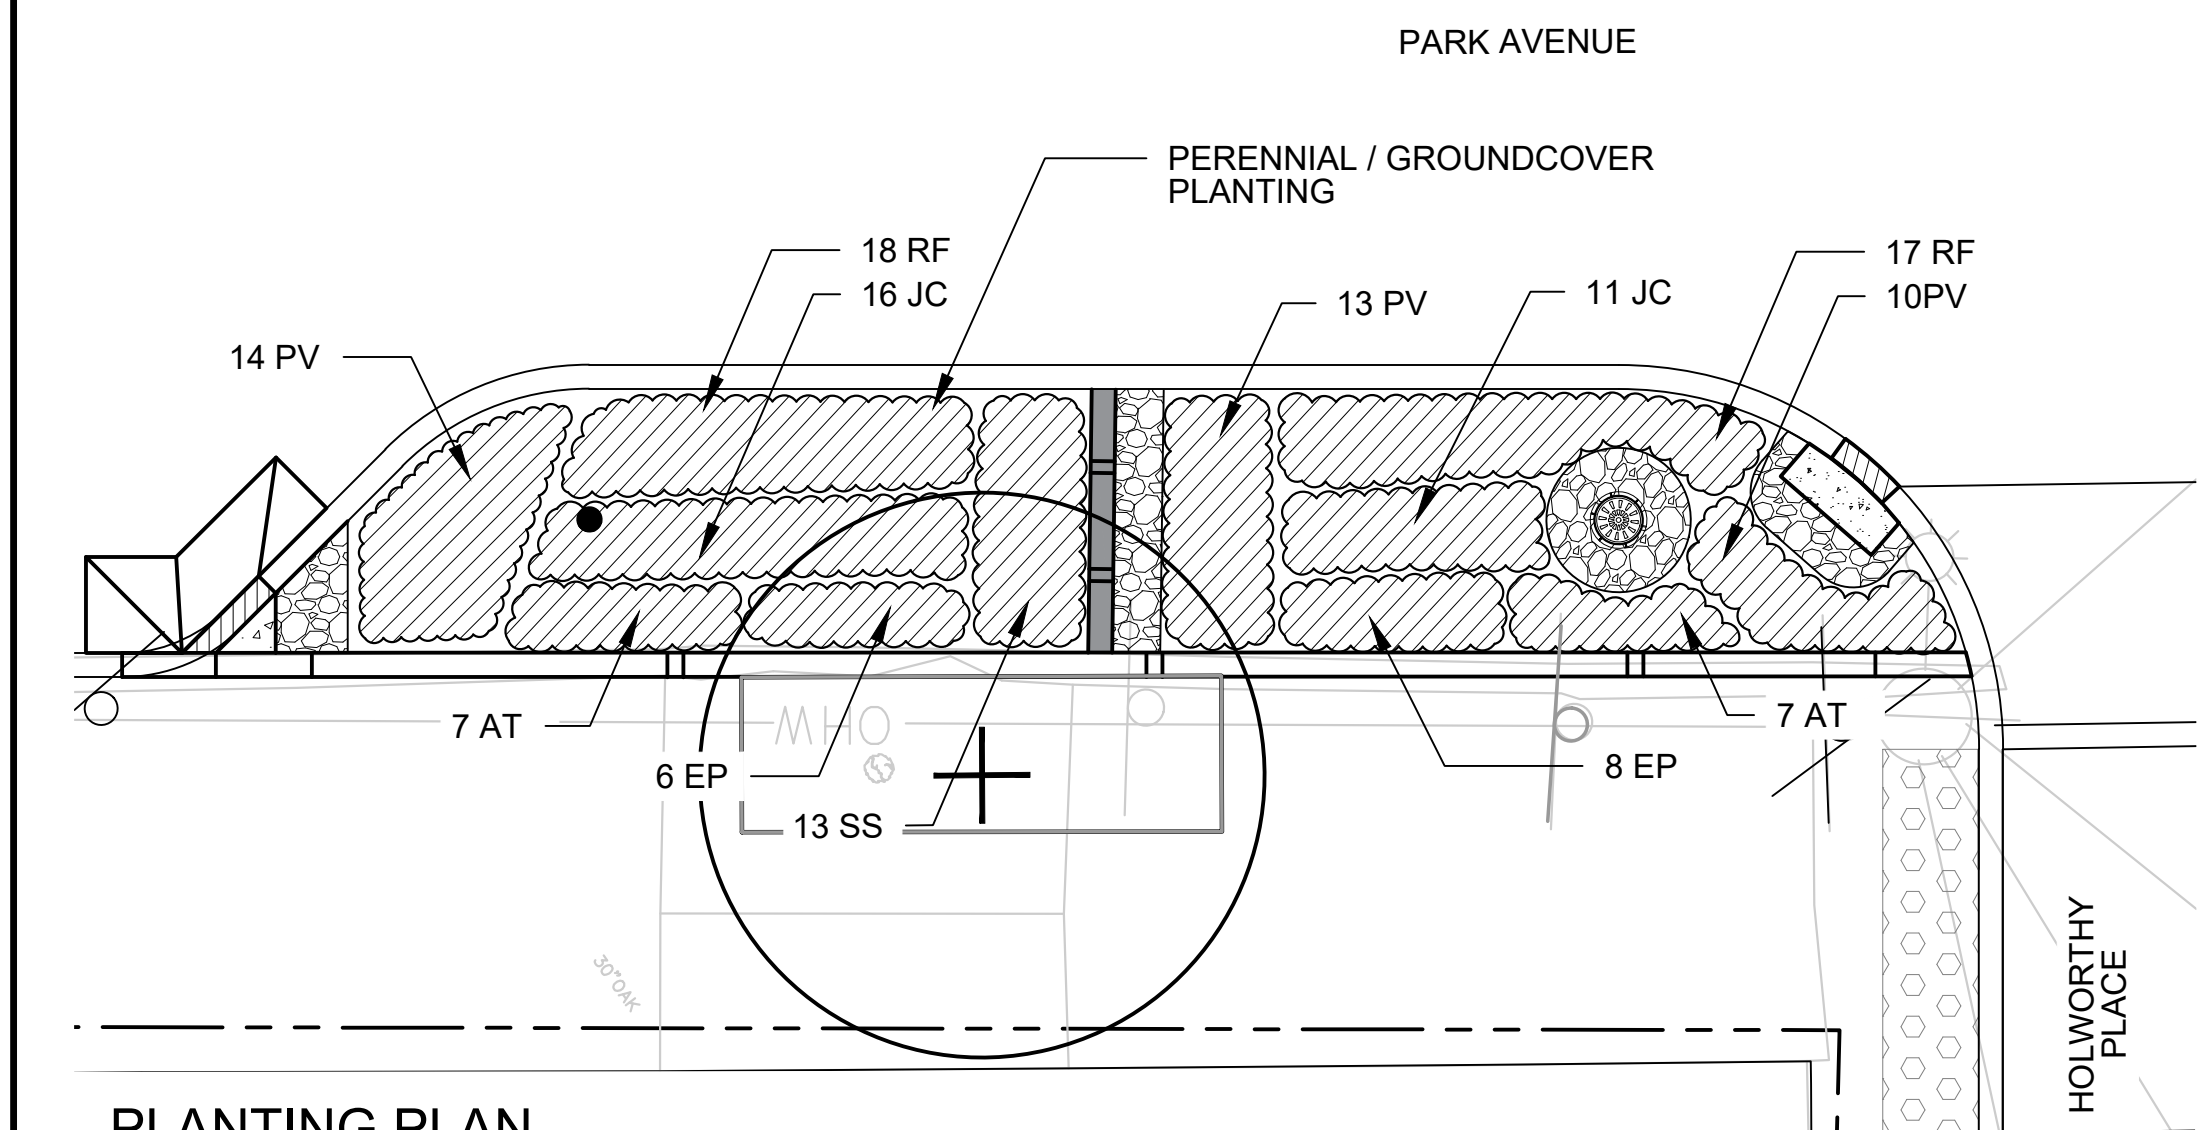 PARK AVENUE
PERENNIAL / GROUNDCOVER
PLANTING
18 RF
16 JC
13 PV
11 JC
17 RF
10PV
14 PV
7 AT
6 EP
13 SS
OHW
8 EP
7 AT
30"OAK
HOLWORTHY
PLACE
PLANTING PLAN